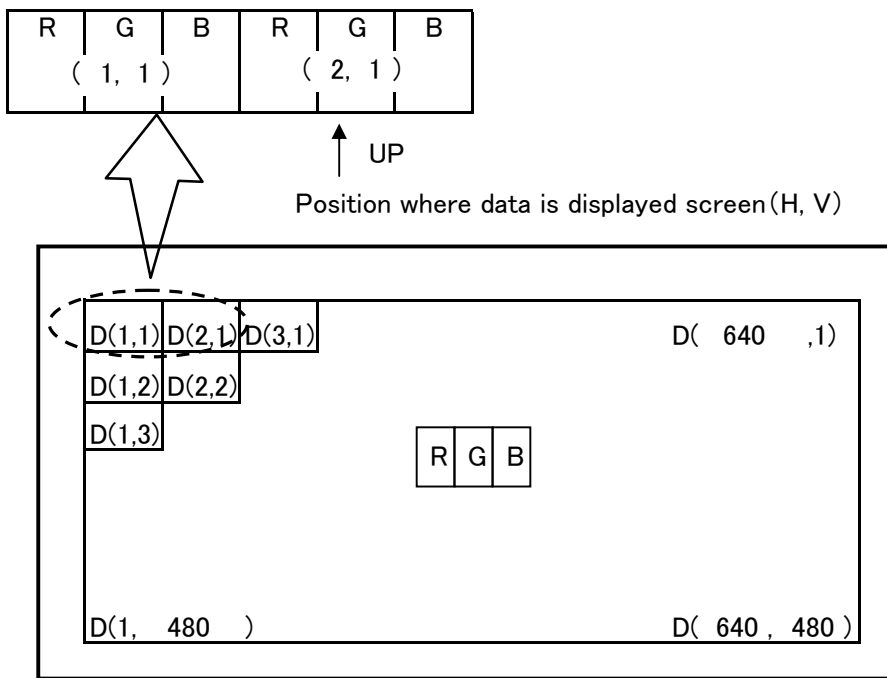 R G B R G B
( 1, 1 ) ( 2, 1 )
UP
Position where data is displayed screen(H, V)
D(1,1) D(2,1) D(3,1) D( 640 ,1)
D(1,2) D(2,2)
D(1,3)
R G B
D(1, 480 ) D( 640 , 480 )